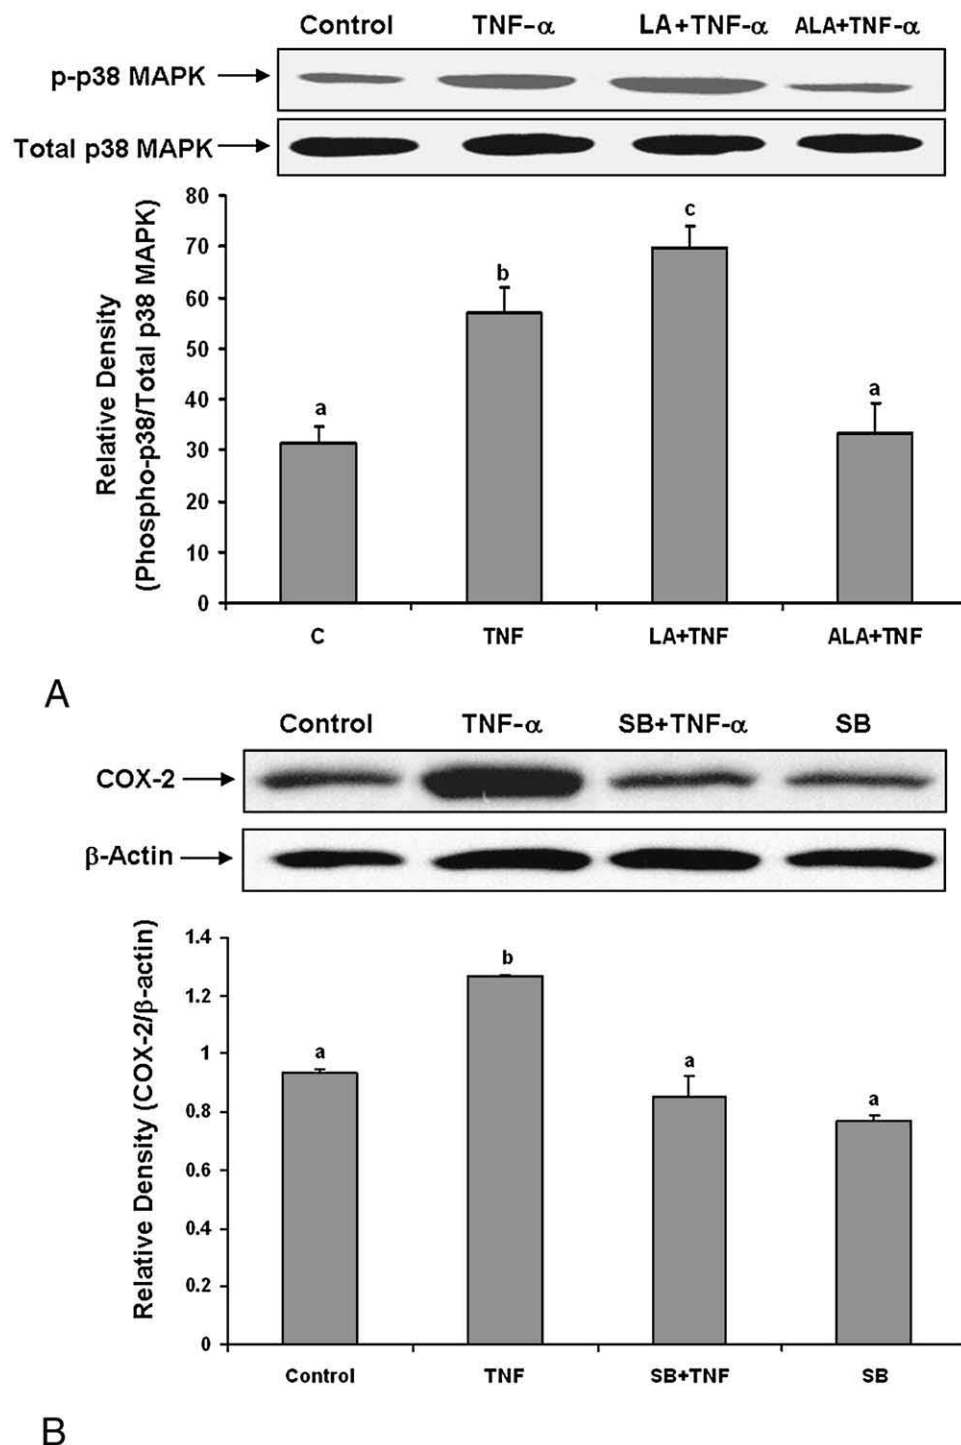 Control TNF-α LA+TNF-α ALA+TNF-α
p-p38 MAPK
Total p38 MAPK
Relative Density
(Phospho-p38/Total p38 MAPK)
80
70
60
50
40
30
20
10
0
a
b
c
a
C TNF LA+TNF ALA+TNF
A
Control TNF-α SB+TNF-α SB
COX-2
β-Actin
Relative Density (COX-2/β-actin)
1.4
1.2
1
0.8
0.6
0.4
0.2
0
a
b
a
a
Control TNF SB+TNF SB
B